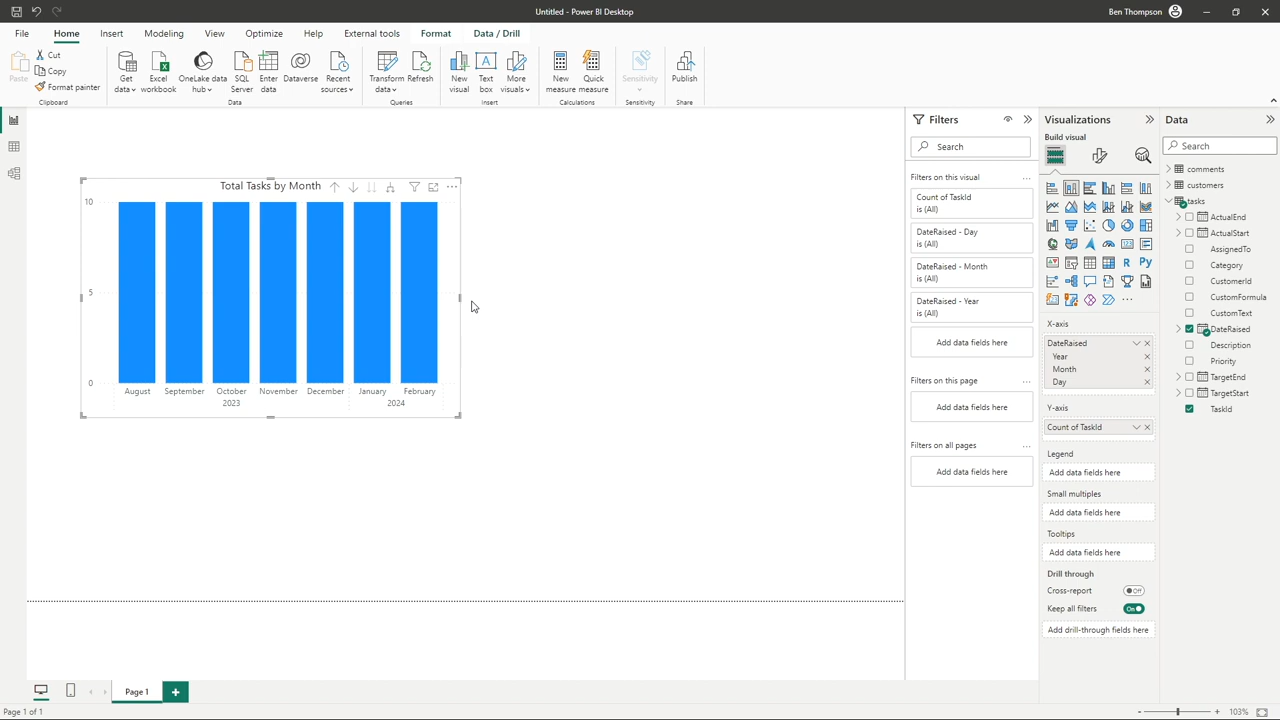 Untitled - Power BI Desktop
Ben Thompson
File
Home
Insert
Modeling
View
Optimize
Help
External tools
Format
Data / Drill
Paste
Cut
Copy
Format painter
Clipboard
Get data
Excel workbook
OneLake data hub
SQL Server
Enter data
Dataverse
Recent sources
Data
Transform data
Refresh
Queries
New visual
Text box
More visuals
Insert
New measure
Quick measure
Calculations
Sensitivity
Sensitivity
Publish
Share
Total Tasks by Month
10
5
0
August
September
October
November
December
January
February
2023
2024
Filters
Search
Filters on this visual
Count of TaskId
is (All)
DateRaised - Day
is (All)
DateRaised - Month
is (All)
DateRaised - Year
is (All)
Add data fields here
Filters on this page
Add data fields here
Filters on all pages
Add data fields here
Visualizations
Build visual
R
Py
123
X-axis
DateRaised
Year
Month
Day
Y-axis
Count of TaskId
Legend
Add data fields here
Small multiples
Add data fields here
Tooltips
Add data fields here
Drill through
Cross-report
Off
Keep all filters
On
Add drill-through fields here
Data
Search
comments
customers
tasks
ActualEnd
ActualStart
AssignedTo
Category
CustomerId
CustomFormula
CustomText
DateRaised
Description
Priority
TargetEnd
TargetStart
TaskId
Page 1
Page 1 of 1
103%